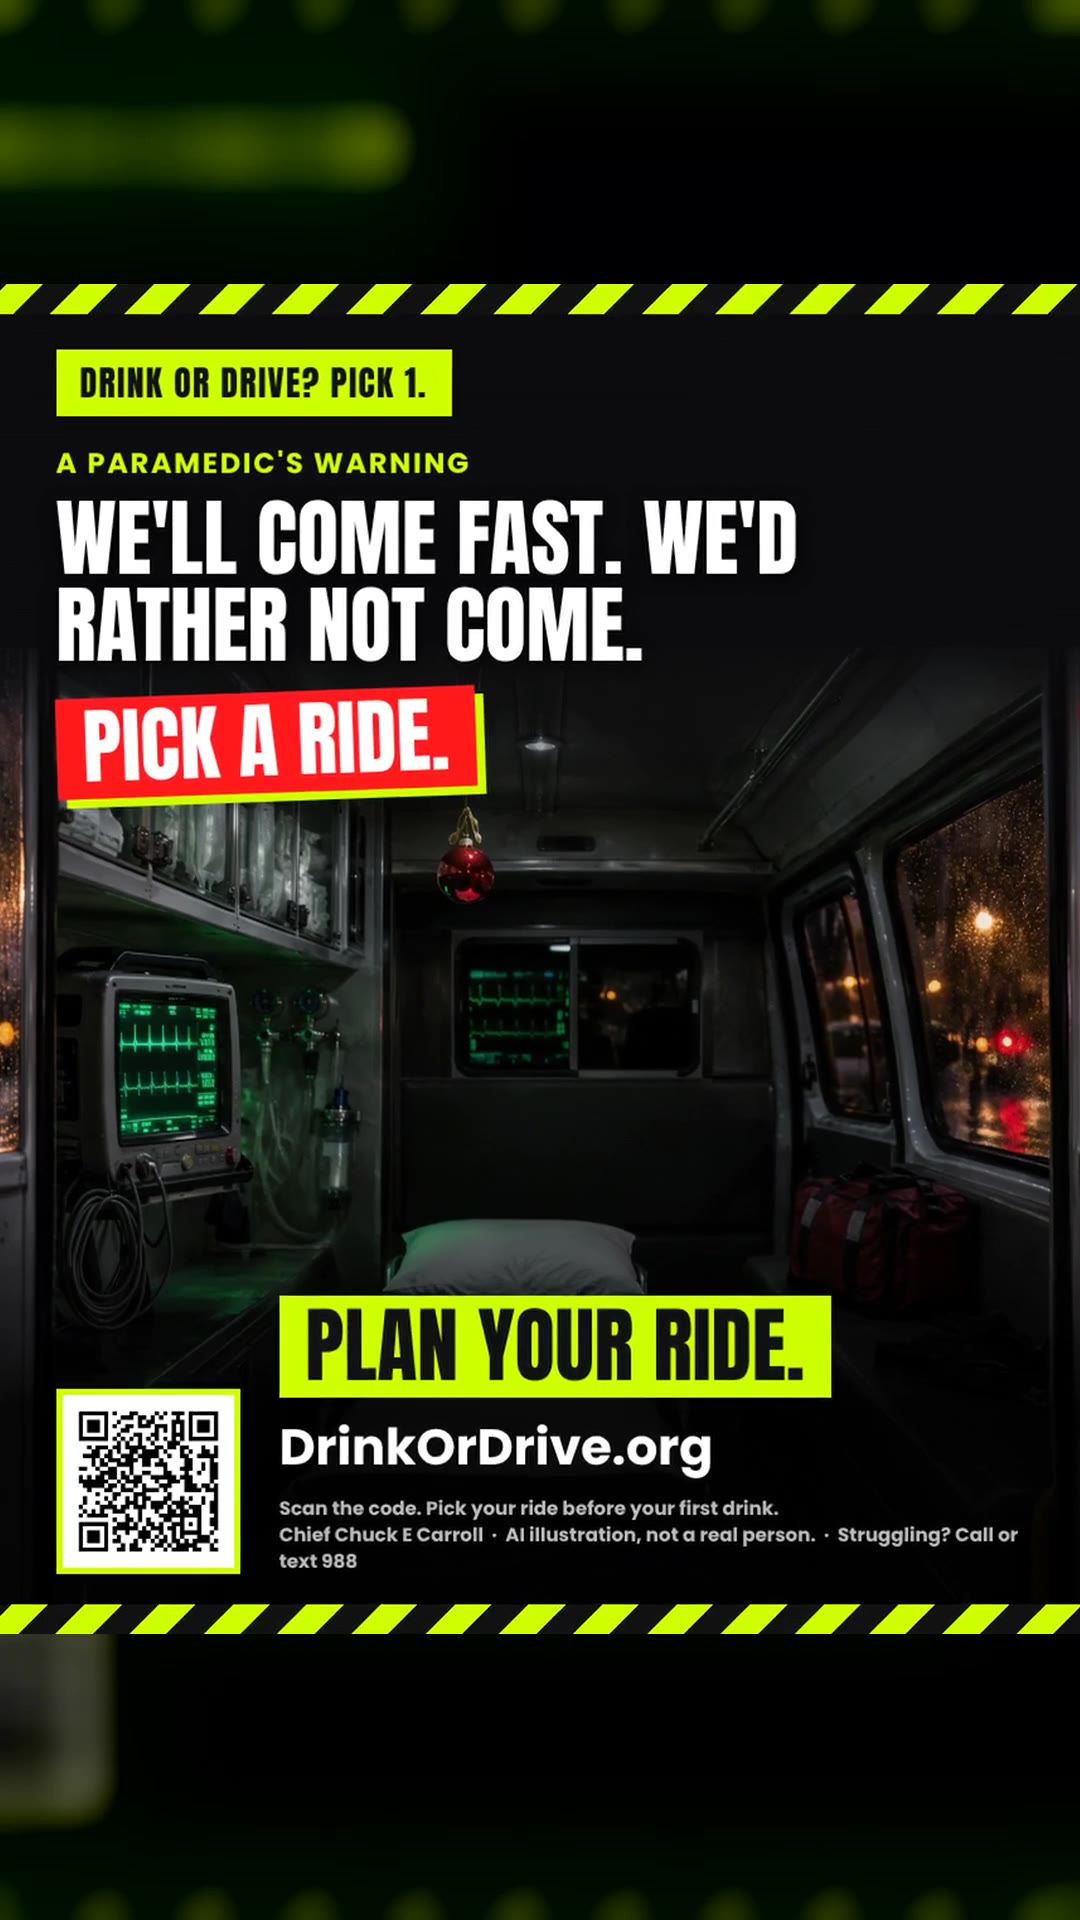 DRINK OR DRIVE? PICK 1.
A PARAMEDIC'S WARNING
WE'LL COME FAST. WE'D
RATHER NOT COME.
PICK A RIDE.
PLAN YOUR RIDE.
DrinkOrDrive.org
Scan the code. Pick your ride before your first drink.
Chief Chuck E Carroll · AI illustration, not a real person. · Struggling? Call or
text 988